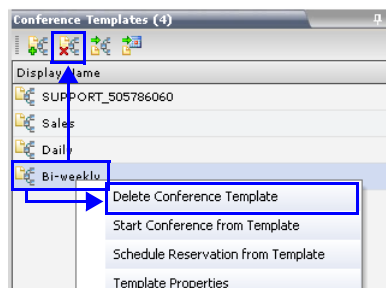 Conference Templates (4)
Display Name
SUPPORT_505786060
Sales
Daily
Bi-weekly
Delete Conference Template
Start Conference from Template
Schedule Reservation from Template
Template Properties